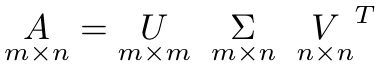 A = U Σ V^T
m×n m×m m×n n×n